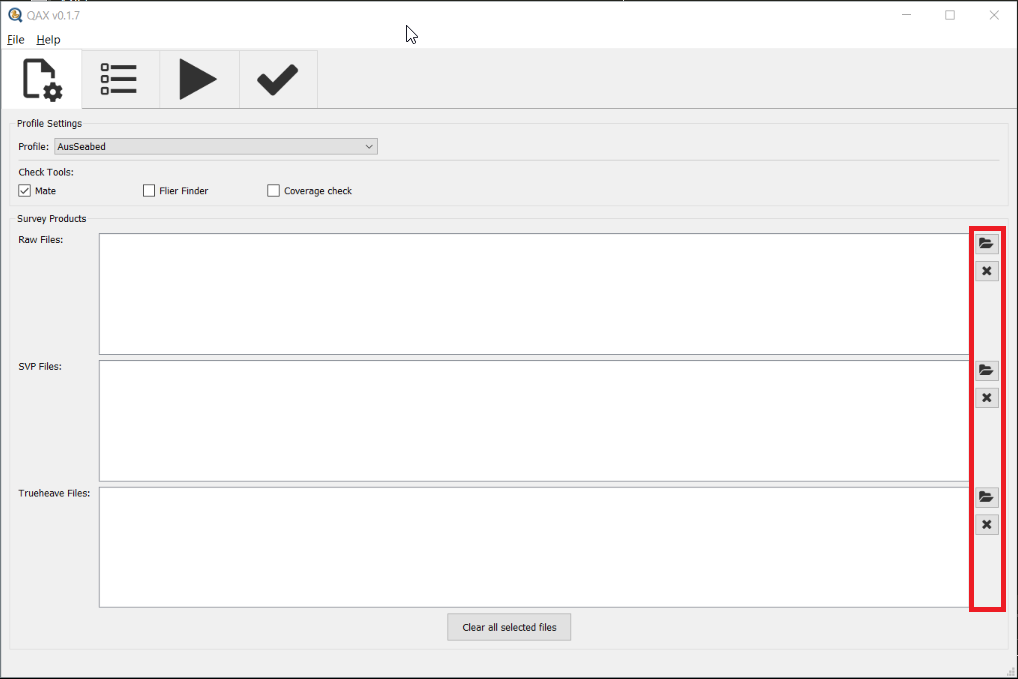 QAX v0.1.7
File Help
Profile Settings
Profile: AusSeabed
Check Tools:
Mate Flier Finder Coverage check
Survey Products
Raw Files:
SVP Files:
Trueheave Files:
Clear all selected files